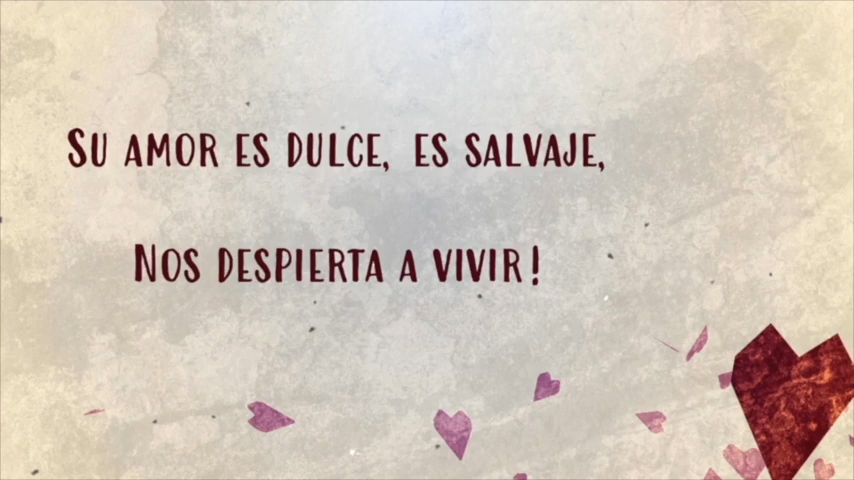 Su amor es dulce, es salvaje,
Nos despierta a vivir!